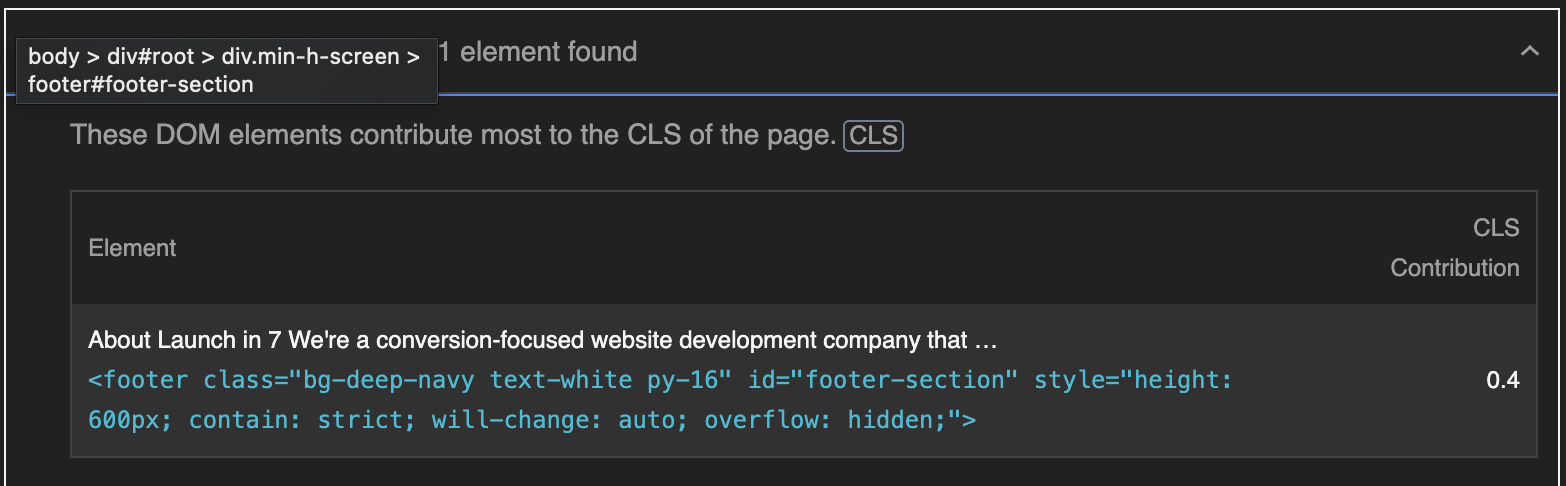 1 element found
body > div#root > div.min-h-screen >
footer#footer-section
These DOM elements contribute most to the CLS of the page. CLS
Element
CLS
Contribution
About Launch in 7 We're a conversion-focused website development company that …
<footer class="bg-deep-navy text-white py-16" id="footer-section" style="height:
600px; contain: strict; will-change: auto; overflow: hidden;">
0.4